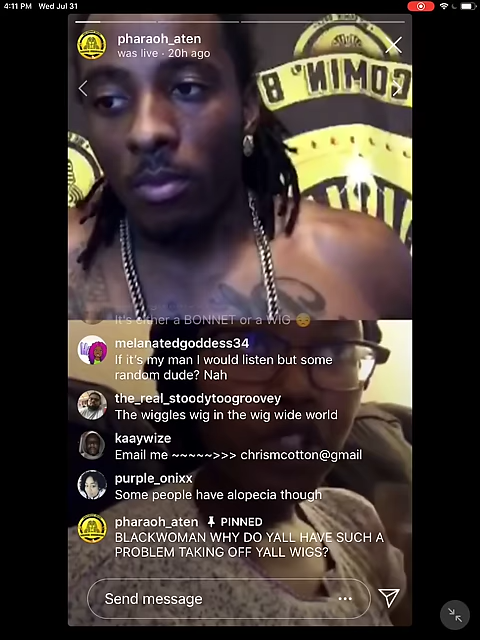 4:11 PM Wed Jul 31
pharaoh_aten
was live · 20h ago
B "NIMOC
It's either a BONNET or a WIG 😔
melanatedgoddess34
If it's my man I would listen but some
random dude? Nah
the_real_stoodytoogroovey
The wiggles wig in the wig wide world
kaaywize
Email me ~~~~~>>> chrismcotton@gmail
purple_onixx
Some people have alopecia though
pharaoh_aten PINNED
BLACKWOMAN WHY DO YALL HAVE SUCH A
PROBLEM TAKING OFF YALL WIGS?
Send message